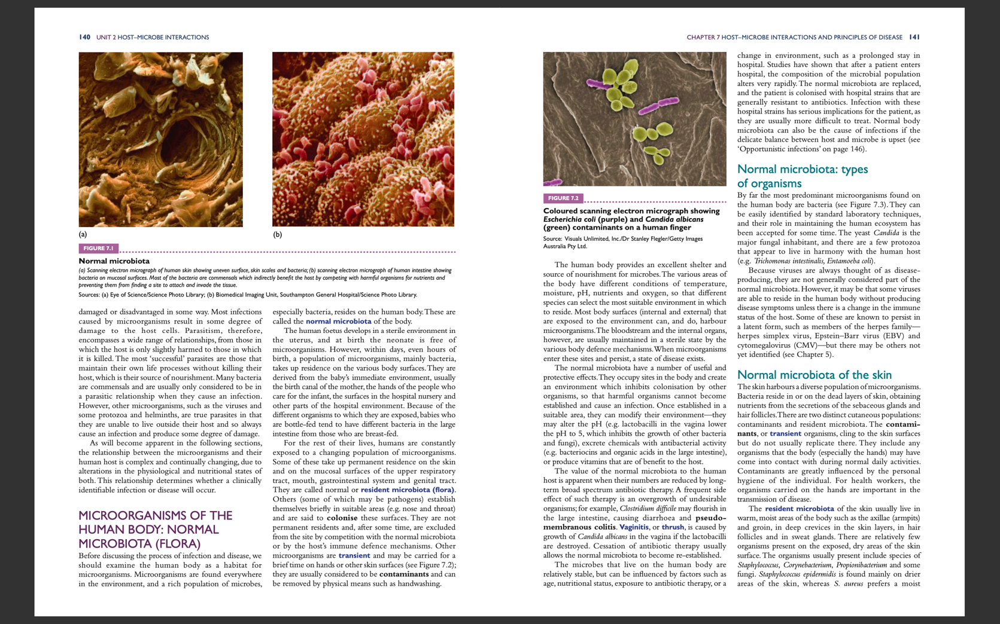 140 UNIT 2 HOST–MICROBE INTERACTIONS
(a)
(b)
FIGURE 7.1
Normal microbiota
(a) Scanning electron micrograph of human skin showing uneven surface, skin scales and bacteria; (b) scanning electron micrograph of human intestine showing
bacteria on mucosal surfaces. Most of the bacteria are commensals which indirectly benefit the host by competing with harmful organisms for nutrients and
preventing them from finding a site to attach and invade the tissue.
Sources: (a) Eye of Science/Science Photo Library; (b) Biomedical Imaging Unit, Southampton General Hospital/Science Photo Library.
damaged or disadvantaged in some way. Most infections
caused by microorganisms result in some degree of
damage to the host cells. Parasitism, therefore,
encompasses a wide range of relationships, from those in
which the host is only slightly harmed to those in which
it is killed. The most ‘successful’ parasites are those that
maintain their own life processes without killing their
host, which is their source of nourishment. Many bacteria
are commensals and are usually only considered to be in
a parasitic relationship when they cause an infection.
However, other microorganisms, such as the viruses and
some protozoa and helminths, are true parasites in that
they are unable to live outside their host and so always
cause an infection and produce some degree of damage.
As will become apparent in the following sections,
the relationship between the microorganisms and their
human host is complex and continually changing, due to
alterations in the physiological and nutritional states of
both. This relationship determines whether a clinically
identifiable infection or disease will occur.
MICROORGANISMS OF THE
HUMAN BODY: NORMAL
MICROBIOTA (FLORA)
Before discussing the process of infection and disease, we
should examine the human body as a habitat for
microorganisms. Microorganisms are found everywhere
in the environment, and a rich population of microbes,
especially bacteria, resides on the human body. These are
called the normal microbiota of the body.
The human foetus develops in a sterile environment in
the uterus, and at birth the neonate is free of
microorganisms. However, within days, even hours of
birth, a population of microorganisms, mainly bacteria,
takes up residence on the various body surfaces. They are
derived from the baby’s immediate environment, usually
the birth canal of the mother, the hands of the people who
care for the infant, the surfaces in the hospital nursery and
other parts of the hospital environment. Because of the
different organisms to which they are exposed, babies who
are bottle-fed tend to have different bacteria in the large
intestine from those who are breast-fed.
For the rest of their lives, humans are constantly
exposed to a changing population of microorganisms.
Some of these take up permanent residence on the skin
and on the mucosal surfaces of the upper respiratory
tract, mouth, gastrointestinal system and genital tract.
They are called normal or resident microbiota (flora).
Others (some of which may be pathogens) establish
themselves briefly in suitable areas (e.g. nose and throat)
and are said to colonise these surfaces. They are not
permanent residents and, after some time, are excluded
from the site by competition with the normal microbiota
or by the host’s immune defence mechanisms. Other
microorganisms are transient and may be carried for a
brief time on hands or other skin surfaces (see Figure 7.2);
they are usually considered to be contaminants and can
be removed by physical means such as handwashing.
CHAPTER 7 HOST–MICROBE INTERACTIONS AND PRINCIPLES OF DISEASE 141
FIGURE 7.2
Coloured scanning electron micrograph showing
Escherichia coli (purple) and Candida albicans
(green) contaminants on a human finger
Source: Visuals Unlimited, Inc./Dr Stanley Flegler/Getty Images
Australia Pty Ltd.
The human body provides an excellent shelter and
source of nourishment for microbes. The various areas of
the body have different conditions of temperature,
moisture, pH, nutrients and oxygen, so that different
species can select the most suitable environment in which
to reside. Most body surfaces (internal and external) that
are exposed to the environment can, and do, harbour
microorganisms. The bloodstream and the internal organs,
however, are usually maintained in a sterile state by the
various body defence mechanisms. When microorganisms
enter these sites and persist, a state of disease exists.
The normal microbiota have a number of useful and
protective effects. They occupy sites in the body and create
an environment which inhibits colonisation by other
organisms, so that harmful organisms cannot become
established and cause an infection. Once established in a
suitable area, they can modify their environment—they
may alter the pH (e.g. lactobacilli in the vagina lower
the pH to 5, which inhibits the growth of other bacteria
and fungi), excrete chemicals with antibacterial activity
(e.g. bacteriocins and organic acids in the large intestine),
or produce vitamins that are of benefit to the host.
The value of the normal microbiota to the human
host is apparent when their numbers are reduced by long-
term broad spectrum antibiotic therapy. A frequent side
effect of such therapy is an overgrowth of undesirable
organisms; for example, Clostridium difficile may flourish in
the large intestine, causing diarrhoea and pseudo-
membranous colitis. Vaginitis, or thrush, is caused by
growth of Candida albicans in the vagina if the lactobacilli
are destroyed. Cessation of antibiotic therapy usually
allows the normal microbiota to become re-established.
The microbes that live on the human body are
relatively stable, but can be influenced by factors such as
age, nutritional status, exposure to antibiotic therapy, or a
change in environment, such as a prolonged stay in
hospital. Studies have shown that after a patient enters
hospital, the composition of the microbial population
alters very rapidly. The normal microbiota are replaced,
and the patient is colonised with hospital strains that are
generally resistant to antibiotics. Infection with these
hospital strains has serious implications for the patient, as
they are usually more difficult to treat. Normal body
microbiota can also be the cause of infections if the
delicate balance between host and microbe is upset (see
‘Opportunistic infections’ on page 146).
Normal microbiota: types
of organisms
By far the most predominant microorganisms found on
the human body are bacteria (see Figure 7.3). They can
be easily identified by standard laboratory techniques,
and their role in maintaining the human ecosystem has
been accepted for some time. The yeast Candida is the
major fungal inhabitant, and there are a few protozoa
that appear to live in harmony with the human host
(e.g. Trichomonas intestinalis, Entamoeba coli).
Because viruses are always thought of as disease-
producing, they are not generally considered part of the
normal microbiota. However, it may be that some viruses
are able to reside in the human body without producing
disease symptoms unless there is a change in the immune
status of the host. Some of these are known to persist in
a latent form, such as members of the herpes family—
herpes simplex virus, Epstein–Barr virus (EBV) and
cytomegalovirus (CMV)—but there may be others not
yet identified (see Chapter 5).
Normal microbiota of the skin
The skin harbours a diverse population of microorganisms.
Bacteria reside in or on the dead layers of skin, obtaining
nutrients from the secretions of the sebaceous glands and
hair follicles. There are two distinct cutaneous populations:
contaminants and resident microbiota. The contami-
nants, or transient organisms, cling to the skin surfaces
but do not usually replicate there. They include any
organisms that the body (especially the hands) may have
come into contact with during normal daily activities.
Contaminants are greatly influenced by the personal
hygiene of the individual. For health workers, the
organisms carried on the hands are important in the
transmission of disease.
The resident microbiota of the skin usually live in
warm, moist areas of the body such as the axillae (armpits)
and groin, in deep crevices in the skin layers, in hair
follicles and in sweat glands. There are relatively few
organisms present on the exposed, dry areas of the skin
surface. The organisms usually present include species of
Staphylococcus, Corynebacterium, Propionibacterium and some
fungi. Staphylococcus epidermidis is found mainly on drier
areas of the skin, whereas S. aureus prefers a moist